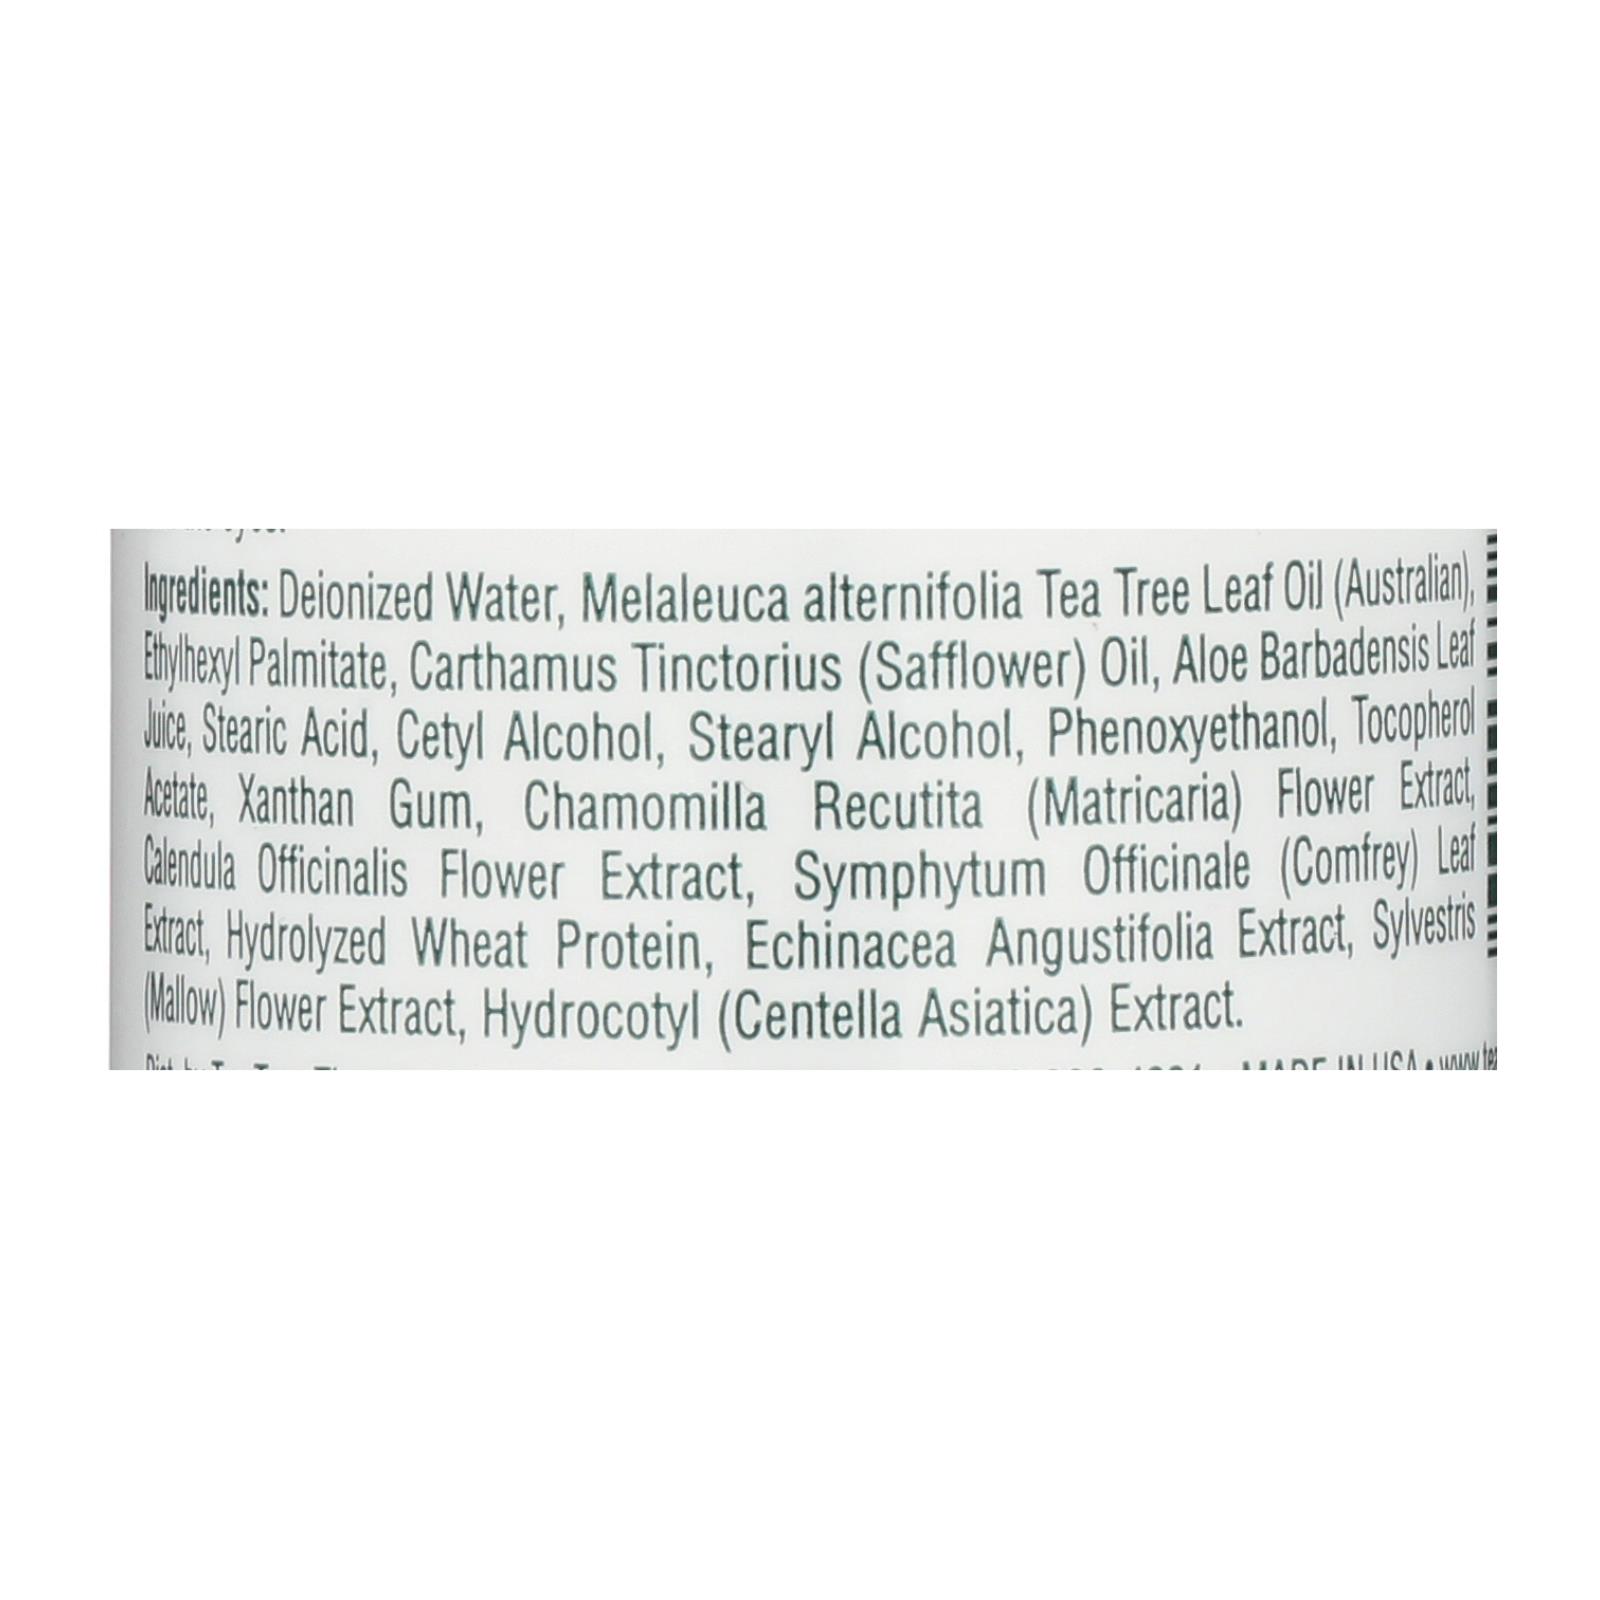 Ingredients: Deionized Water, Melaleuca alternifolia Tea Tree Leaf Oil (Australian),
Ethylhexyl Palmitate, Carthamus Tinctorius (Safflower) Oil, Aloe Barbadensis Leaf
Juice, Stearic Acid, Cetyl Alcohol, Stearyl Alcohol, Phenoxyethanol, Tocopherol
Acetate, Xanthan Gum, Chamomilla Recutita (Matricaria) Flower Extract,
Calendula Officinalis Flower Extract, Symphytum Officinale (Comfrey) Leaf
Extract, Hydrolyzed Wheat Protein, Echinacea Angustifolia Extract, Sylvestris
(Mallow) Flower Extract, Hydrocotyl (Centella Asiatica) Extract.
MADE IN USA